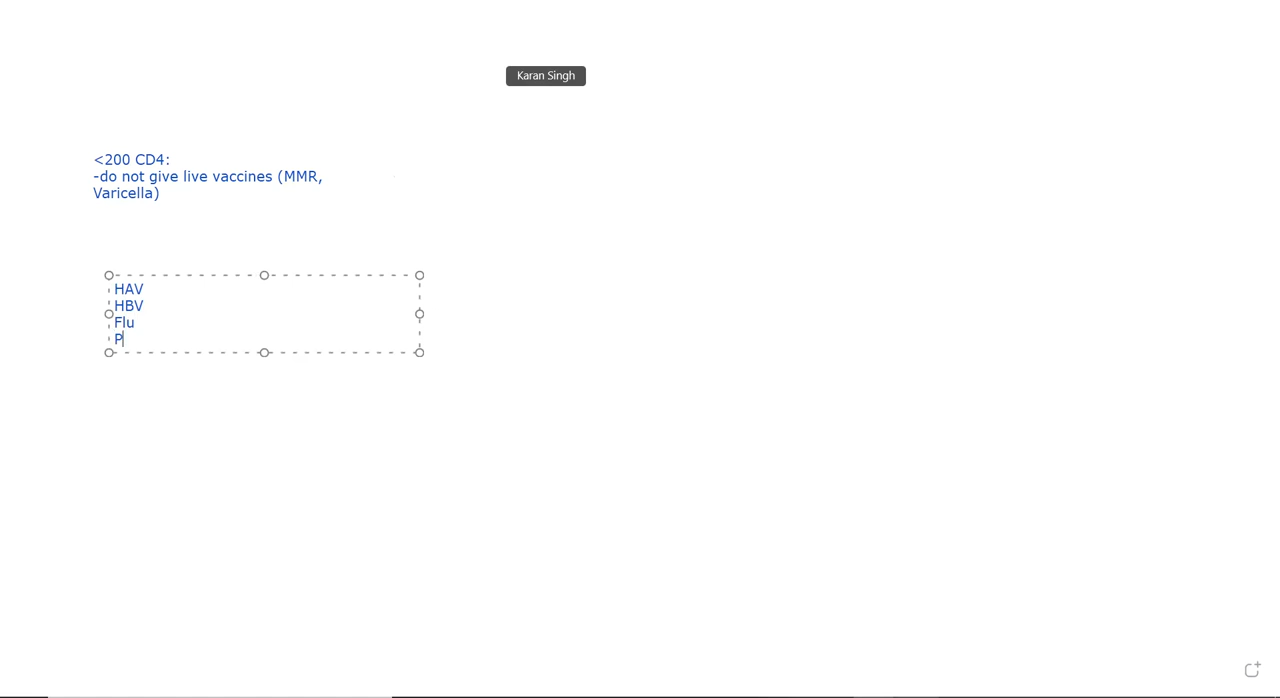 Karan Singh
<200 CD4:
-do not give live vaccines (MMR,
Varicella)
HAV
HBV
Flu
P